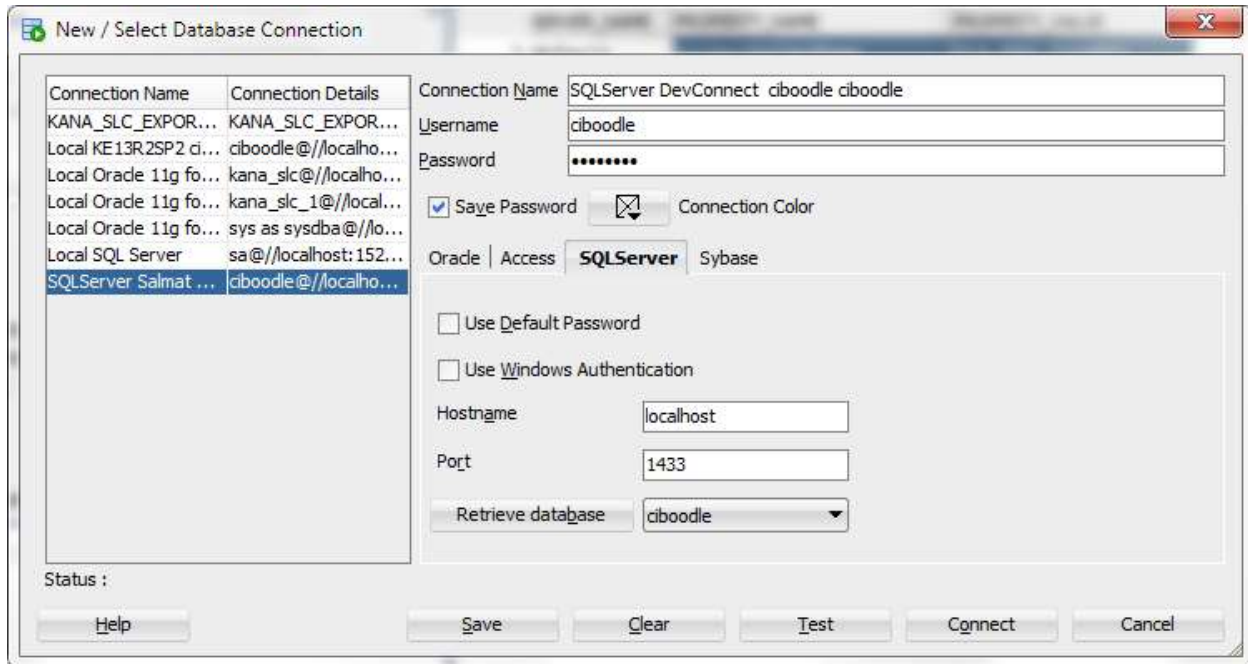 New / Select Database Connection
Connection Name Connection Details
KANA_SLC_EXPOR... KANA_SLC_EXPOR...
Local KE13R2SP2 ci... ciboodle@//localho...
Local Oracle 11g fo... kana_slc@//localho...
Local Oracle 11g fo... kana_slc_1@//local...
Local Oracle 11g fo... sys as sysdba@//lo...
Local SQL Server sa@//localhost:152...
SQLServer Salmat ... ciboodle@//localho...
Connection Name SQLServer DevConnect ciboodle ciboodle
Username ciboodle
Password ••••••••
Save Password Connection Color
Oracle Access SQLServer Sybase
Use Default Password
Use Windows Authentication
Hostname localhost
Port 1433
Retrieve database ciboodle
Status :
Help Save Clear Test Connect Cancel